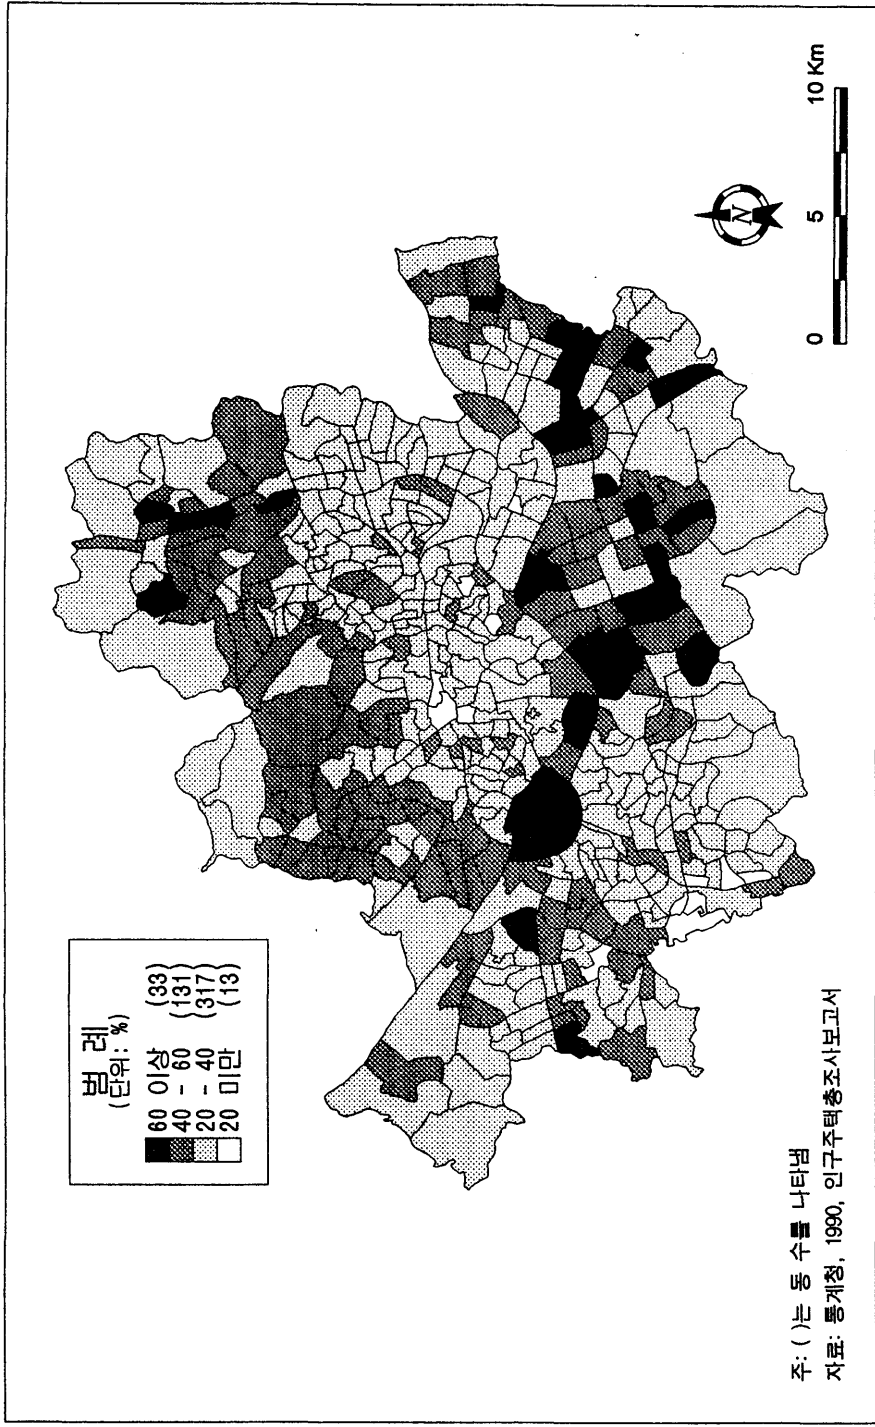 범 례
(단위: %)
60 이상 (33)
40 - 60 (131)
20 - 40 (317)
20 미만 (13)
N
0 5 10 Km
주: ( )는 동 수를 나타냄
자료: 통계청, 1990, 인구주택총조사보고서